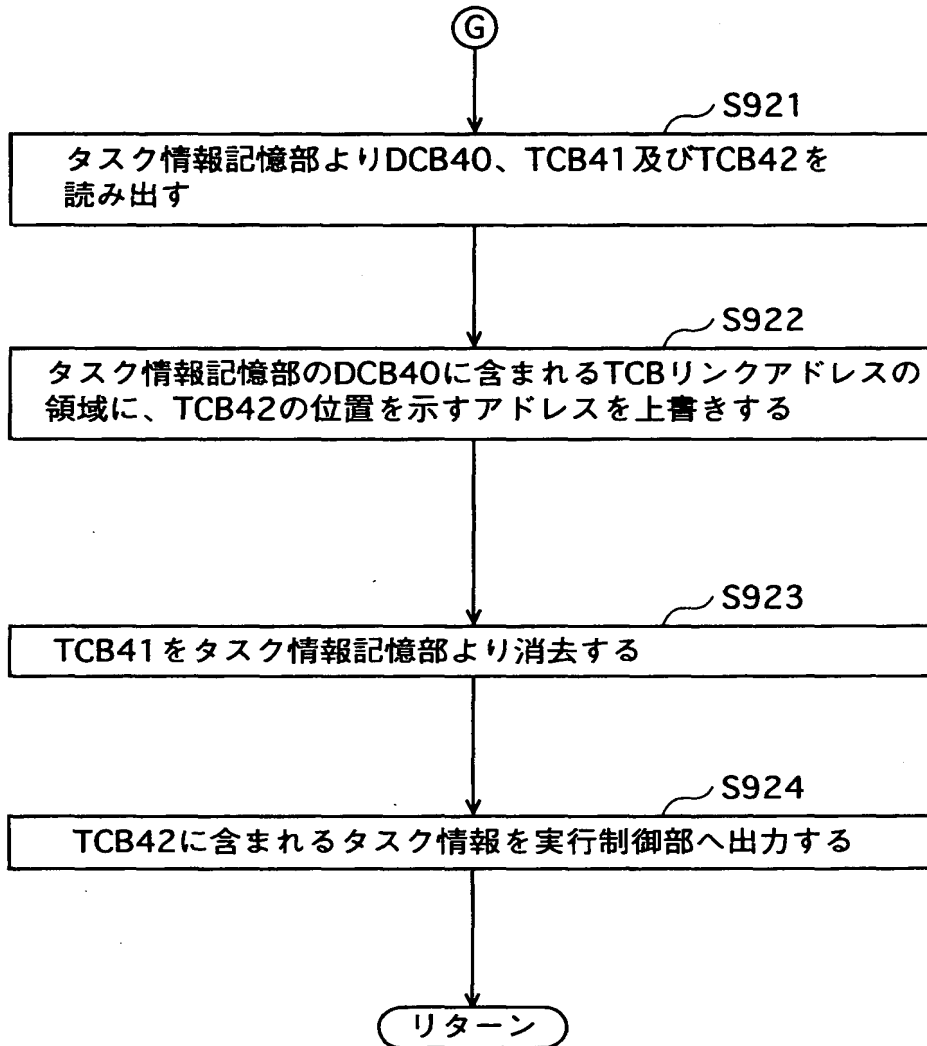 G
S921
タスク情報記憶部よりDCB40、TCB41及びTCB42を
読み出す
S922
タスク情報記憶部のDCB40に含まれるTCBリンクアドレスの
領域に、TCB42の位置を示すアドレスを上書きする
S923
TCB41をタスク情報記憶部より消去する
S924
TCB42に含まれるタスク情報を実行制御部へ出力する
リターン